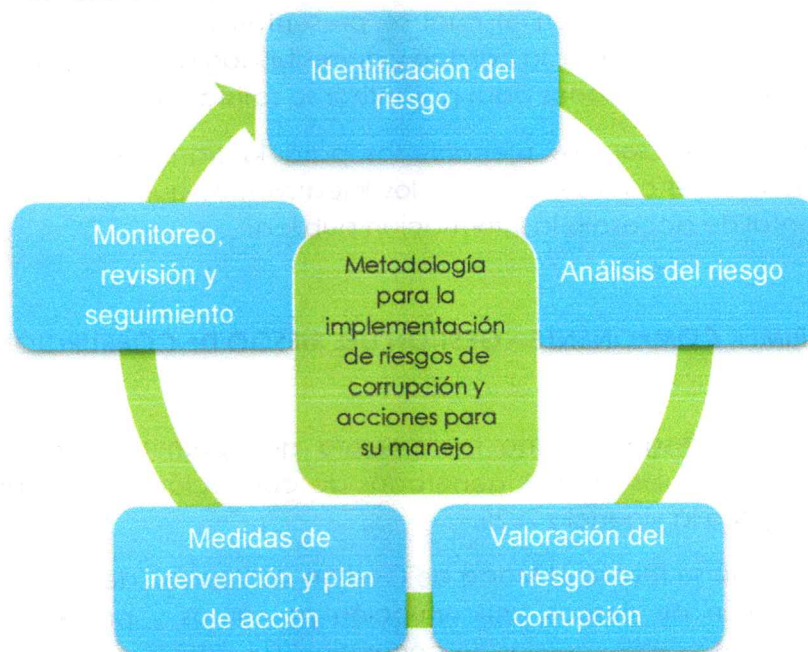 Identificación del
riesgo
Análisis del riesgo
Valoración del
riesgo de
corrupción
Medidas de
intervención y plan
de acción
Monitoreo,
revisión y
seguimiento
Metodología
para la
implementación
de riesgos de
corrupción y
acciones para
su manejo